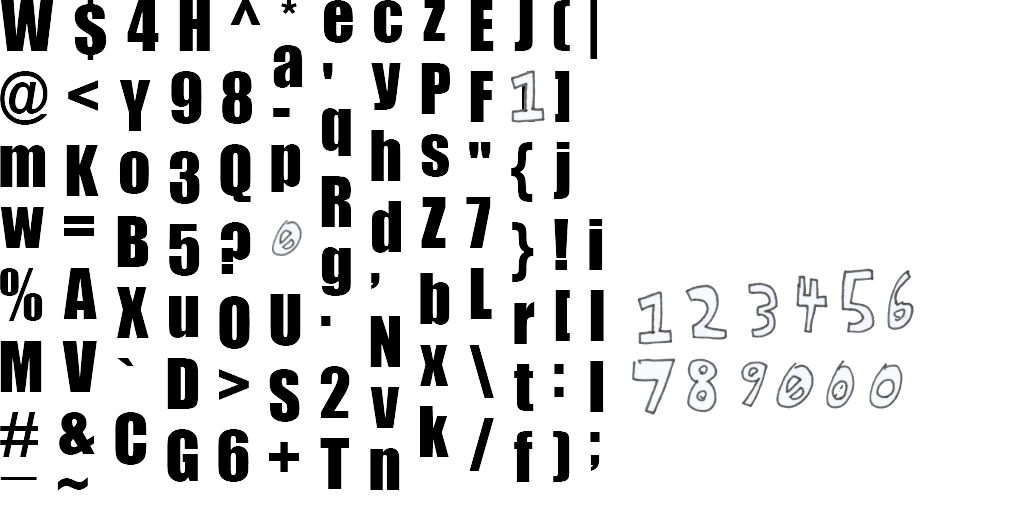 W $ 4 H ^ * e c z E J ( |
@ < Y 9 8 a ' y P F 1 ]
m K o 3 Q - q h s " { j
w = B 5 ? p R d Z 7 } ! i
% A X u 0 0 g , b L r [ I
M V ` D > U . N x \ t : l
# & C G 6 S 2 v k / f ) ;
_ ~ + T n
1 2 3 4 5 6
7 8 9 0 0 0